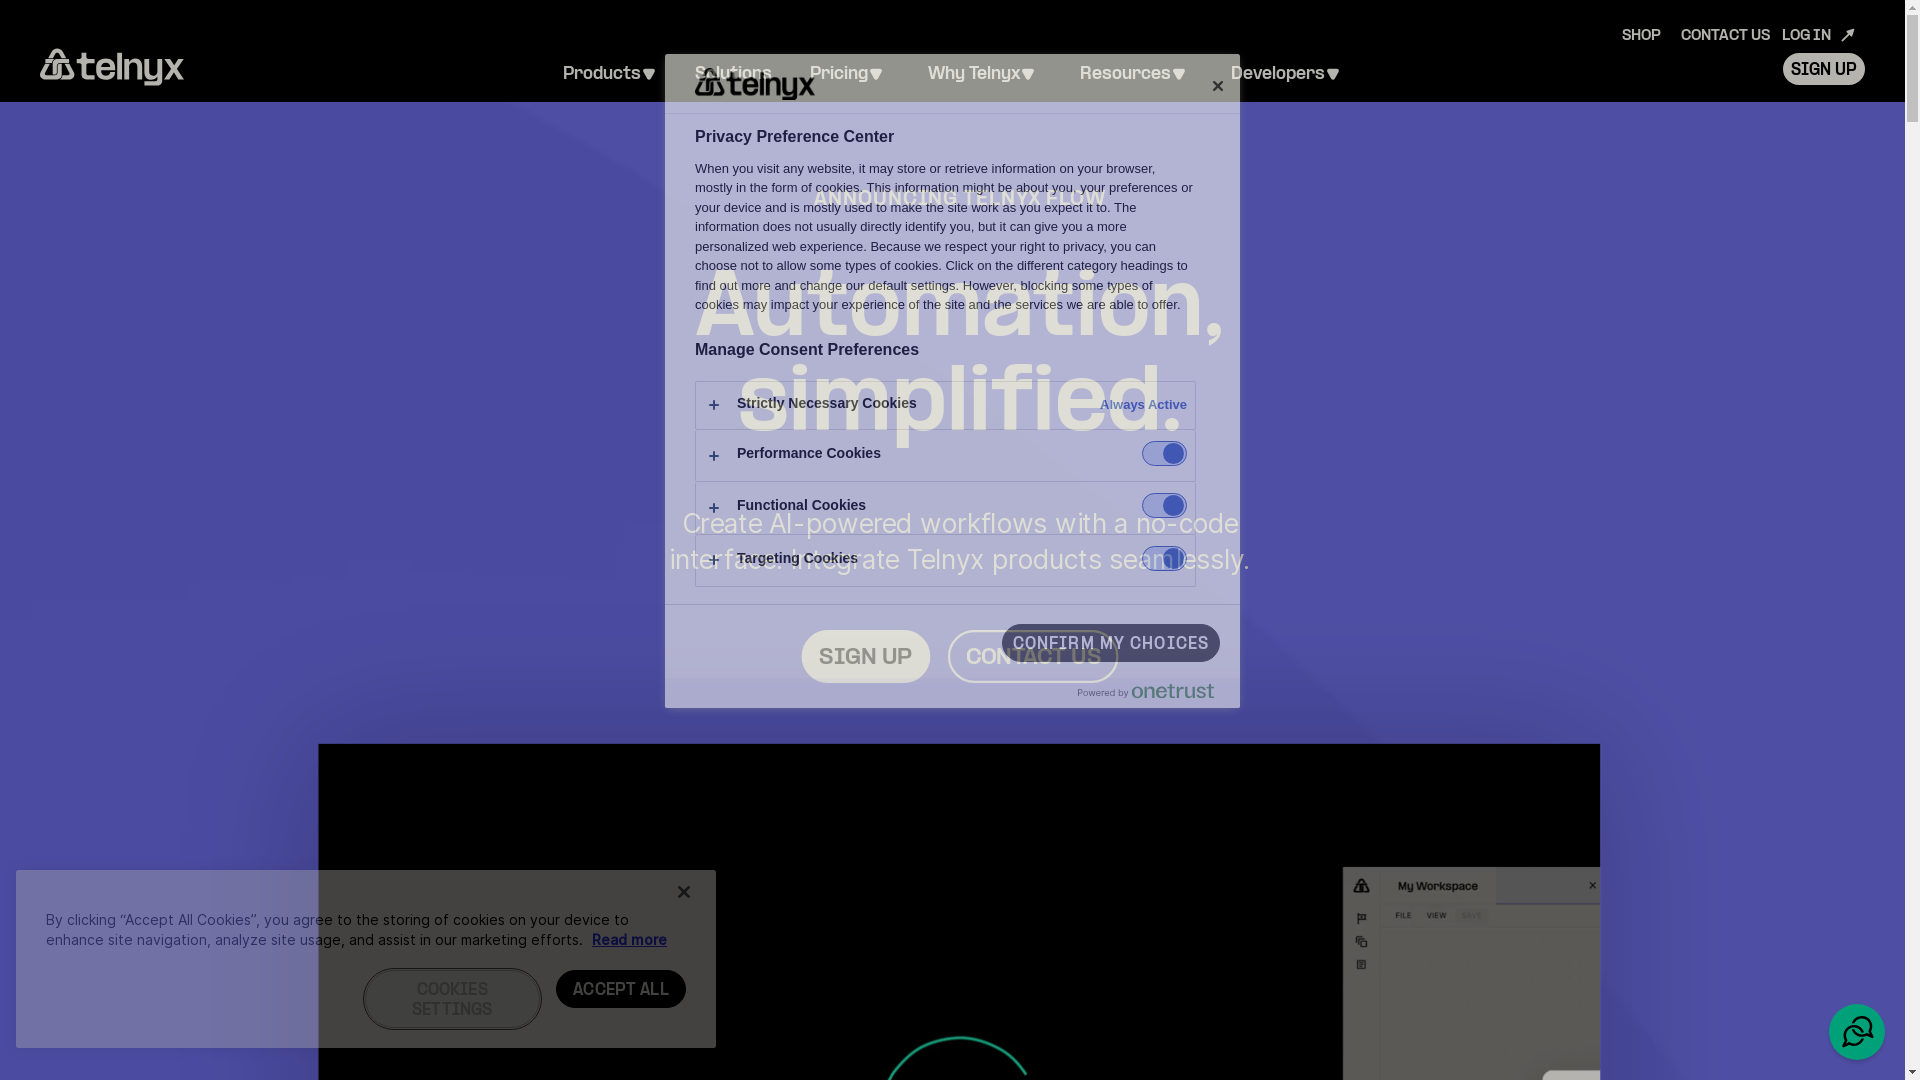 SHOP CONTACT US LOG IN
telnyx
Products Solutions Pricing Why Telnyx Resources Developers
SIGN UP
telnyx
Privacy Preference Center
When you visit any website, it may store or retrieve information on your browser,
mostly in the form of cookies. This information might be about you, your preferences or
your device and is mostly used to make the site work as you expect it to. The
information does not usually directly identify you, but it can give you a more
personalized web experience. Because we respect your right to privacy, you can
choose not to allow some types of cookies. Click on the different category headings to
find out more and change our default settings. However, blocking some types of
cookies may impact your experience of the site and the services we are able to offer.
ANNOUNCING TELNYX FLOW
Automation,
simplified.
Manage Consent Preferences
Strictly Necessary Cookies Always Active
Performance Cookies
Functional Cookies
Targeting Cookies
Create AI-powered workflows with a no-code
interface. Integrate Telnyx products seamlessly.
SIGN UP CONTACT US
CONFIRM MY CHOICES
Powered by onetrust
My Workspace
FILE VIEW SAVE
By clicking “Accept All Cookies”, you agree to the storing of cookies on your device to
enhance site navigation, analyze site usage, and assist in our marketing efforts. Read more
COOKIES
SETTINGS
ACCEPT ALL